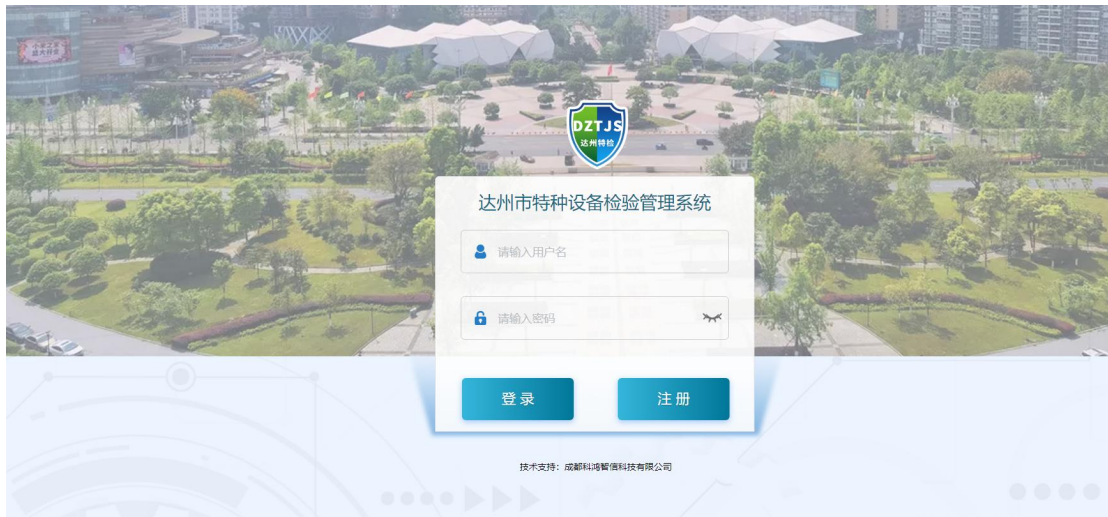 DZTJS
达州特检
达州市特种设备检验管理系统
请输入用户名
请输入密码
登录
注册
技术支持：成都科鸿智信科技有限公司